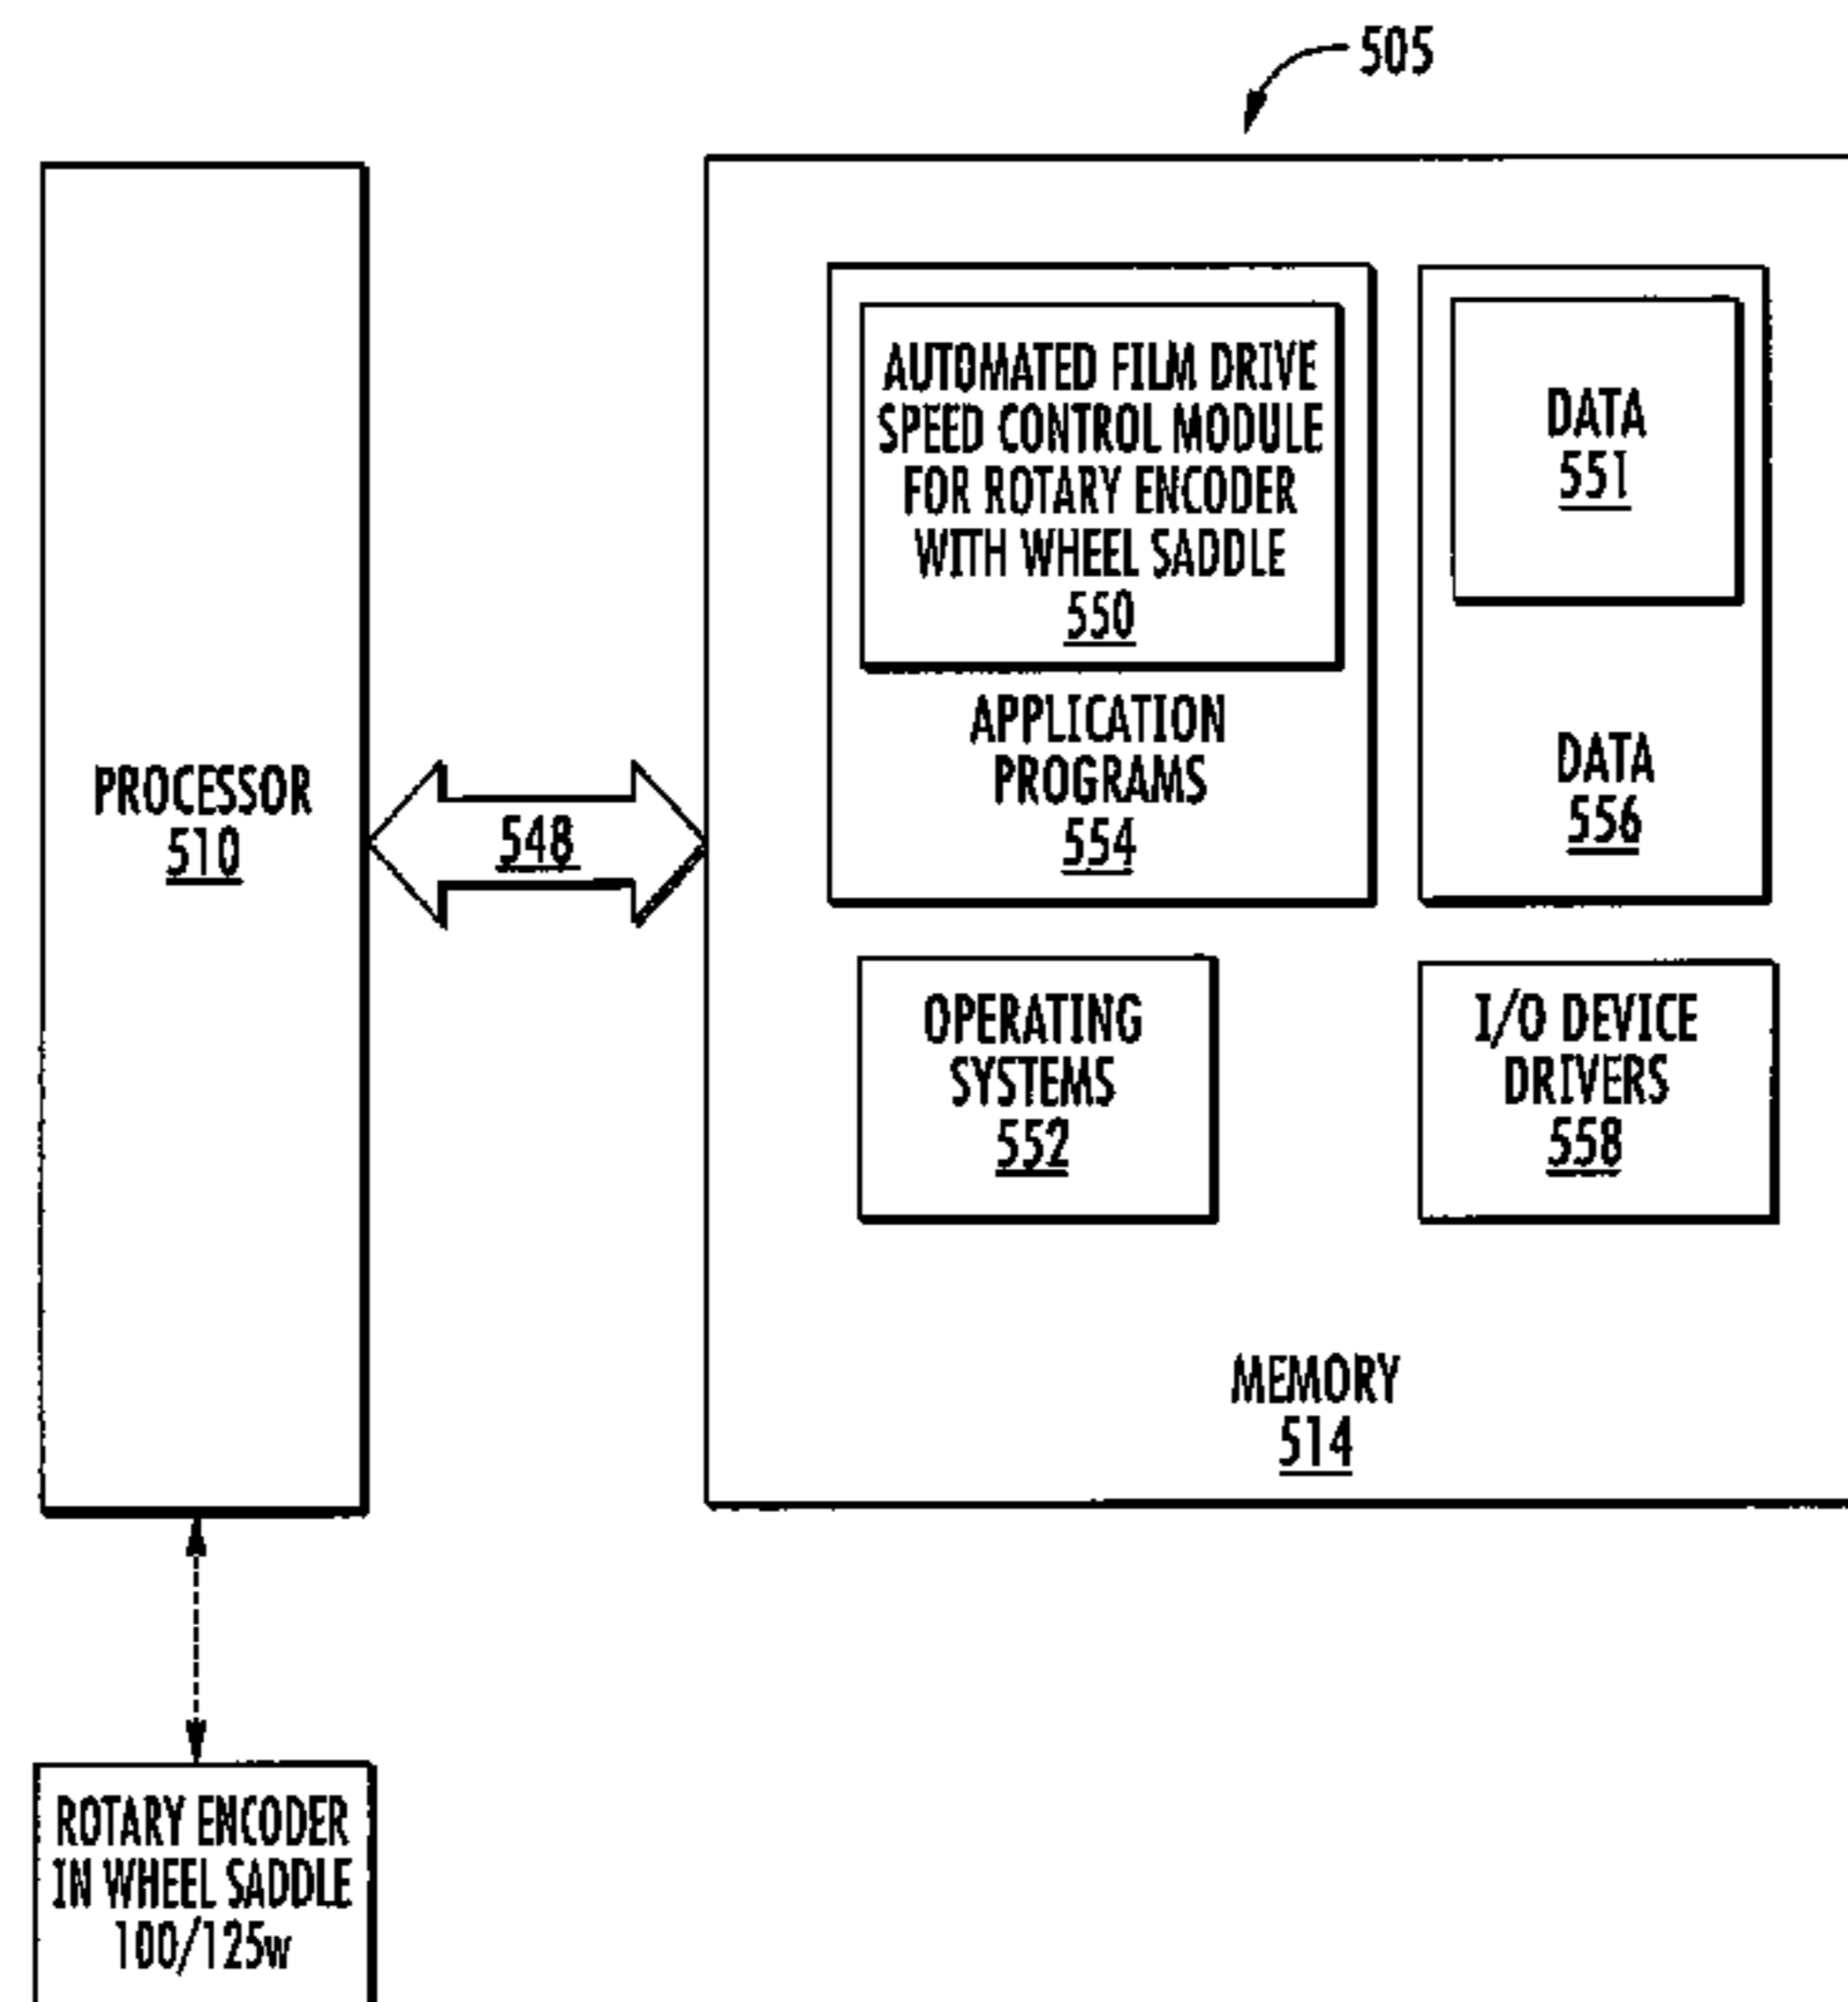 505
PROCESSOR
510
548
AUTOMATED FILM DRIVE
SPEED CONTROL MODULE
FOR ROTARY ENCODER
WITH WHEEL SADDLE
550
APPLICATION
PROGRAMS
554
DATA
551
DATA
556
OPERATING
SYSTEMS
552
I/O DEVICE
DRIVERS
558
MEMORY
514
ROTARY ENCODER
IN WHEEL SADDLE
100/125w